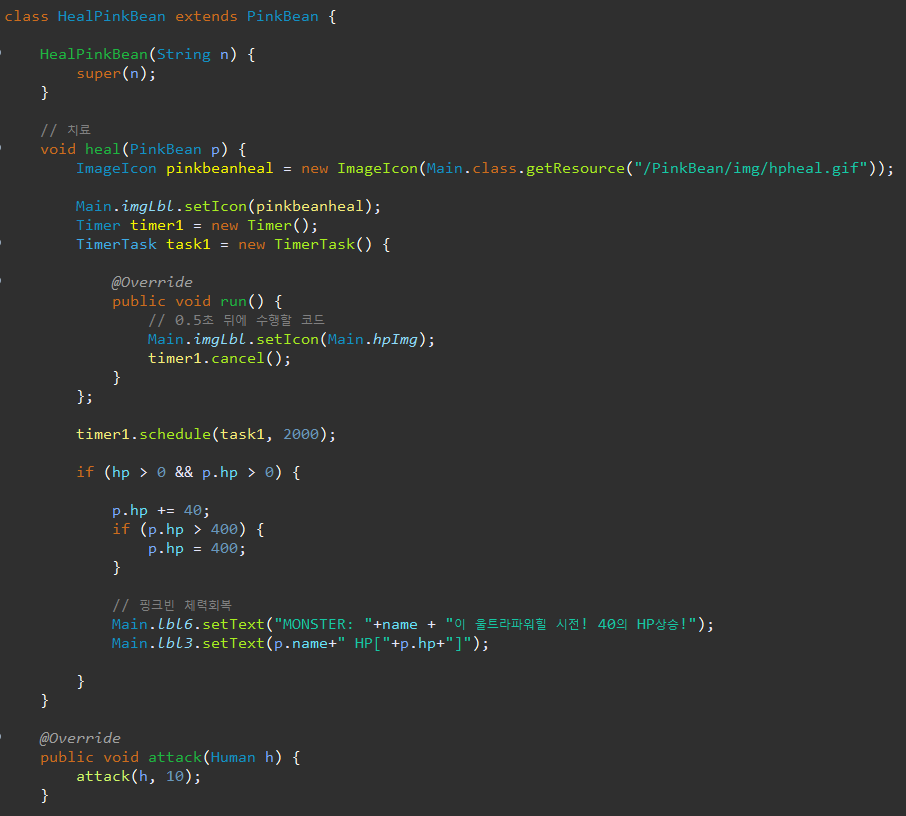 class HealPinkBean extends PinkBean {
HealPinkBean(String n) {
super(n);
}
// 치료
void heal(PinkBean p) {
ImageIcon pinkbeanheal = new ImageIcon(Main.class.getResource("/PinkBean/img/hpheal.gif"));
Main.imgLbl.setIcon(pinkbeanheal);
Timer timer1 = new Timer();
TimerTask task1 = new TimerTask() {
@Override
public void run() {
// 0.5초 뒤에 수행할 코드
Main.imgLbl.setIcon(Main.hpImg);
timer1.cancel();
}
};
timer1.schedule(task1, 2000);
if (hp > 0 && p.hp > 0) {
p.hp += 40;
if (p.hp > 400) {
p.hp = 400;
}
// 핑크빈 체력회복
Main.lbl6.setText("MONSTER: "+name + "이 울트라파워힐 시전! 40의 HP상승!");
Main.lbl3.setText(p.name+" HP["+p.hp+"]");
}
}
@Override
public void attack(Human h) {
attack(h, 10);
}